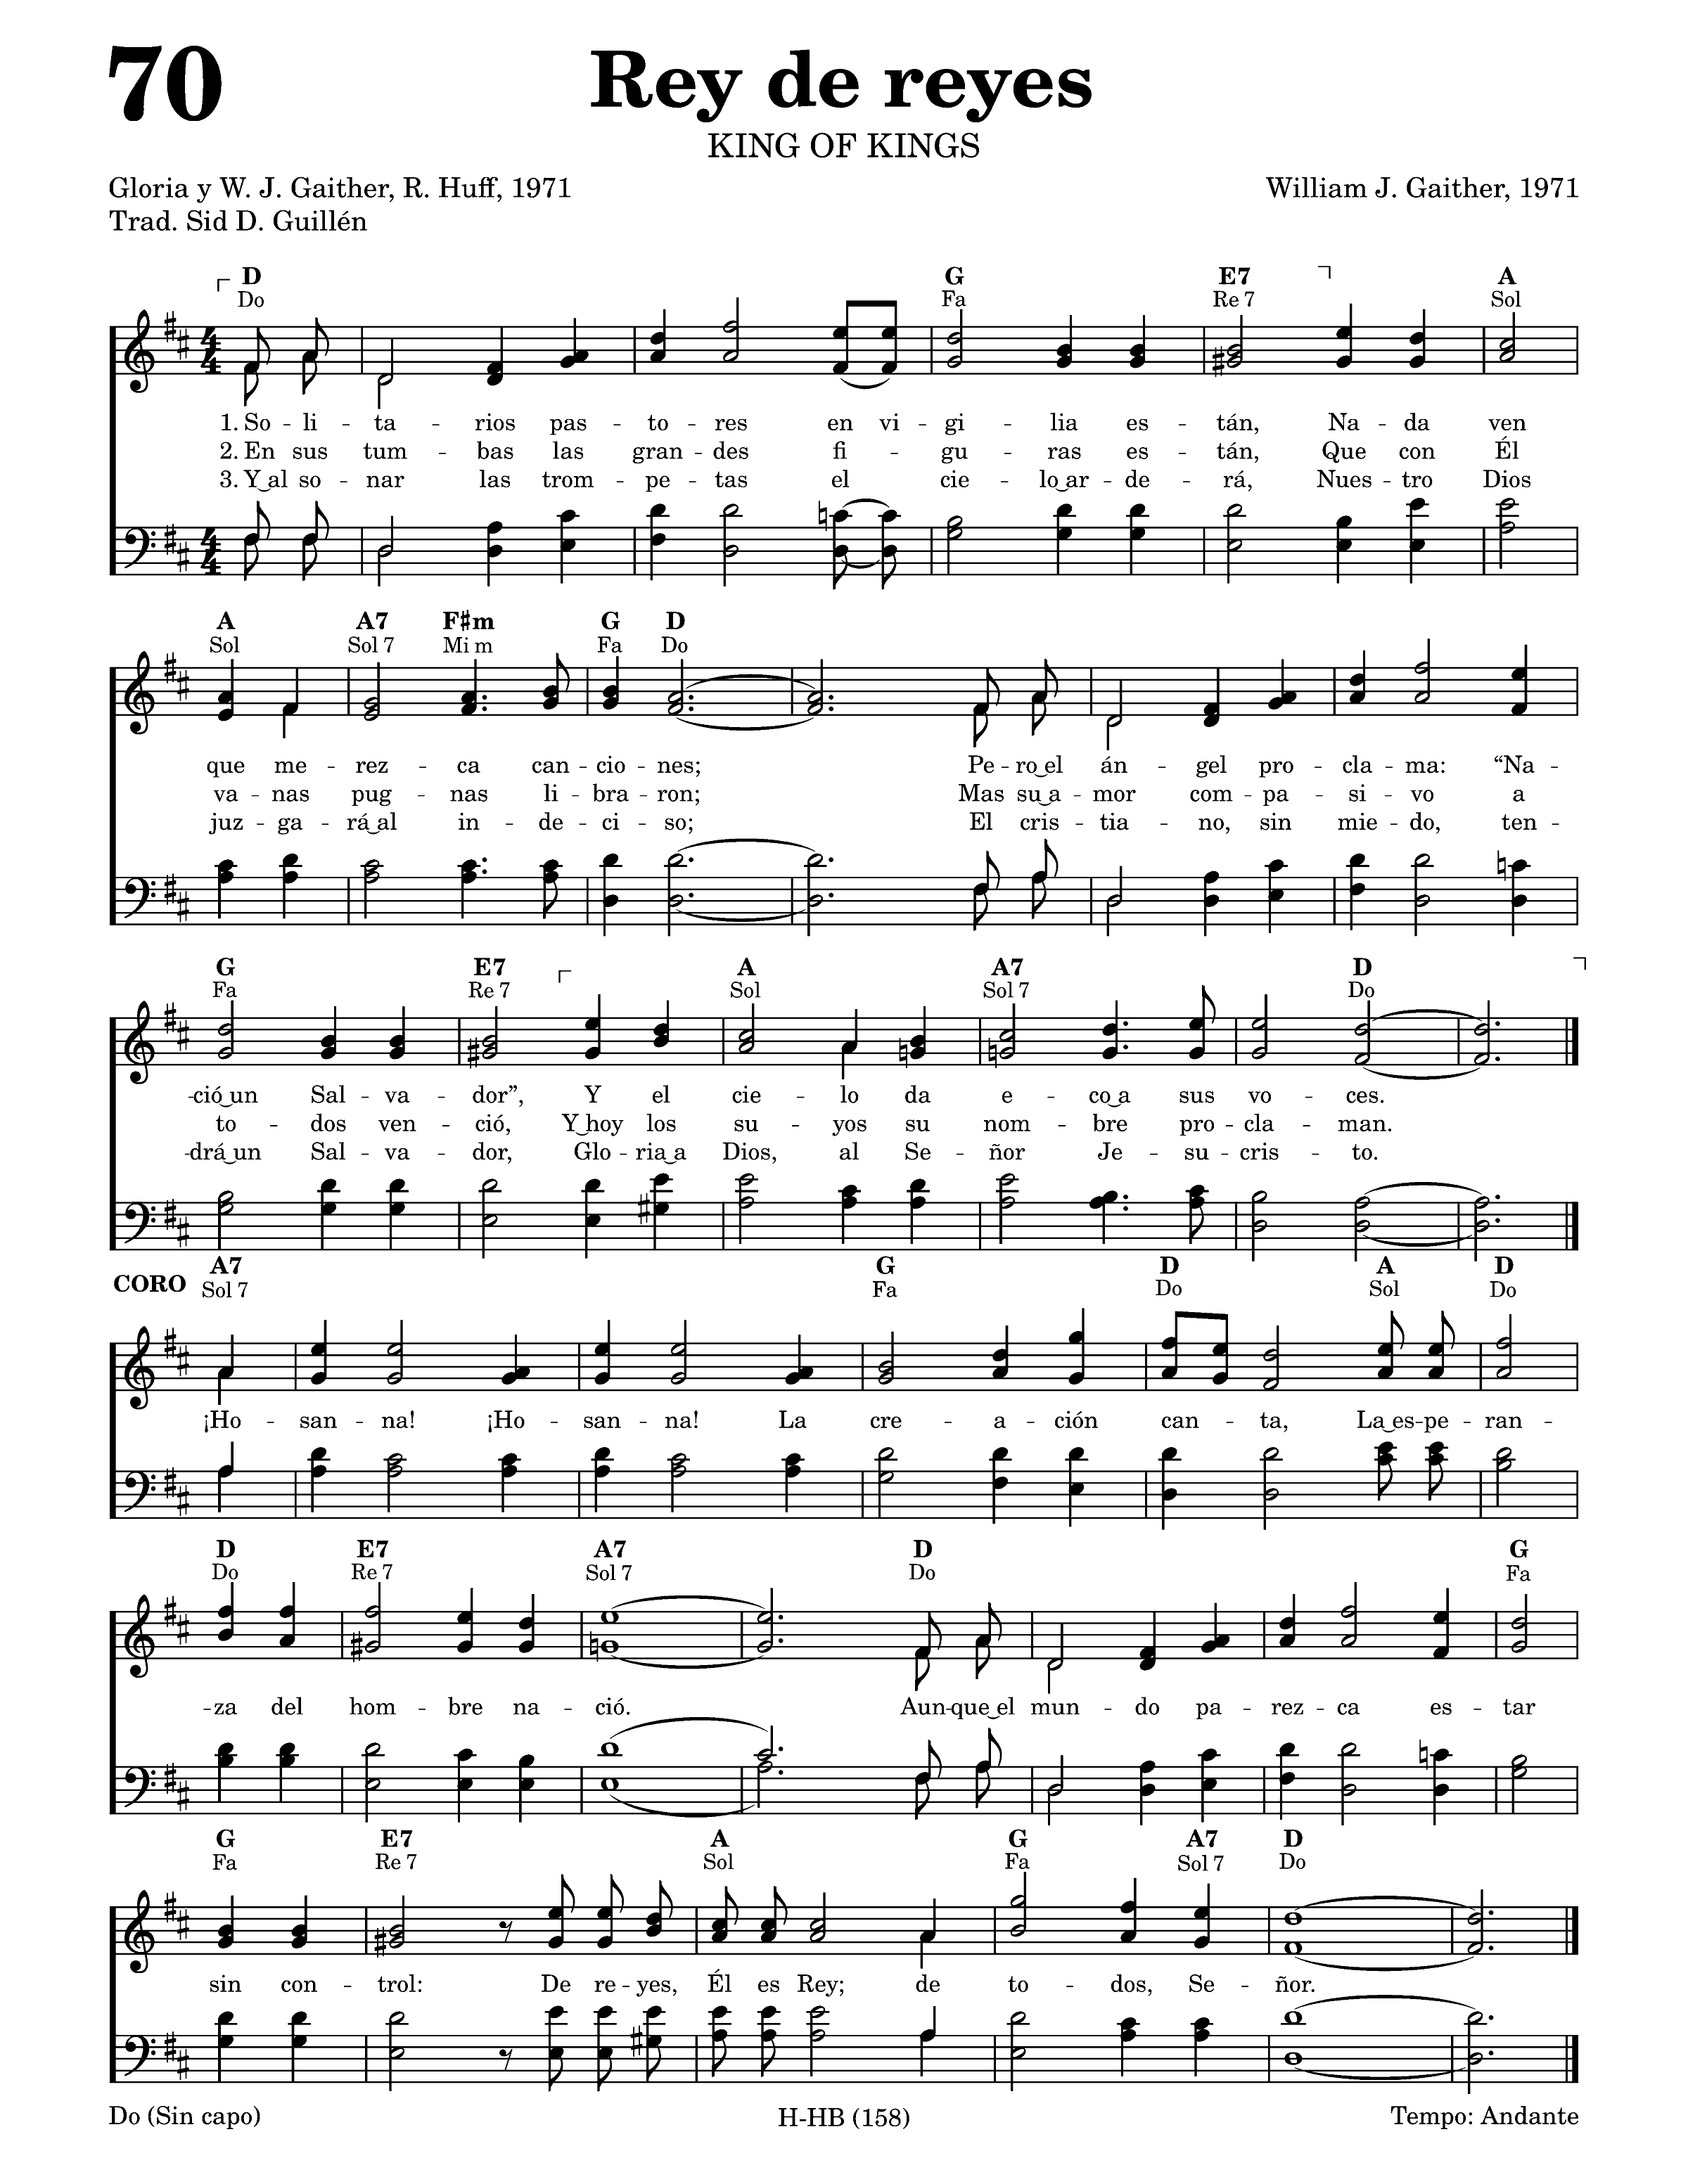 70
Rey de reyes
KING OF KINGS
Gloria y W. J. Gaither, R. Huff, 1971
William J. Gaither, 1971
Trad. Sid D. Guillén
D G E7 A
Do Fa Re 7 Sol
1. So -- li -- ta -- rios pas -- to -- res en vi -- gi -- lia es -- tán, Na -- da ven
2. En sus tum -- bas las gran -- des fi -- gu -- ras es -- tán, Que con Él
3. Y al so -- nar las trom -- pe -- tas el cie -- lo ar -- de -- rá, Nues -- tro Dios
A A7 F♯m G D
Sol Sol 7 Mi m Fa Do
que me -- rez -- ca can -- cio -- nes; Pe -- ro el án -- gel pro -- cla -- ma: “Na --
va -- nas pug -- nas li -- bra -- ron; Mas su a -- mor com -- pa -- si -- vo a
juz -- ga -- rá al in -- de -- ci -- so; El cris -- tia -- no, sin mie -- do, ten --
G E7 A A7 D
Fa Re 7 Sol Sol 7 Do
-- ció un Sal -- va -- dor”, Y el cie -- lo da e -- co a sus vo -- ces.
to -- dos ven -- ció, Y hoy los su -- yos su nom -- bre pro -- cla -- man.
-- drá un Sal -- va -- dor, Glo -- ria a Dios, al Se -- ñor Je -- su -- cris -- to.
CORO A7 G D A D
Sol 7 Fa Do Sol Do
¡Ho -- san -- na! ¡Ho -- san -- na! La cre -- a -- ción can -- ta, La es -- pe -- ran --
D E7 A7 D G
Do Re 7 Sol 7 Do Fa
-- za del hom -- bre na -- ció. Aun -- que el mun -- do pa -- rez -- ca es -- tar
G E7 A G A7 D
Fa Re 7 Sol Fa Sol 7 Do
sin con -- trol: De re -- yes, Él es Rey; de to -- dos, Se -- ñor.
Do (Sin capo)
H-HB (158)
Tempo: Andante